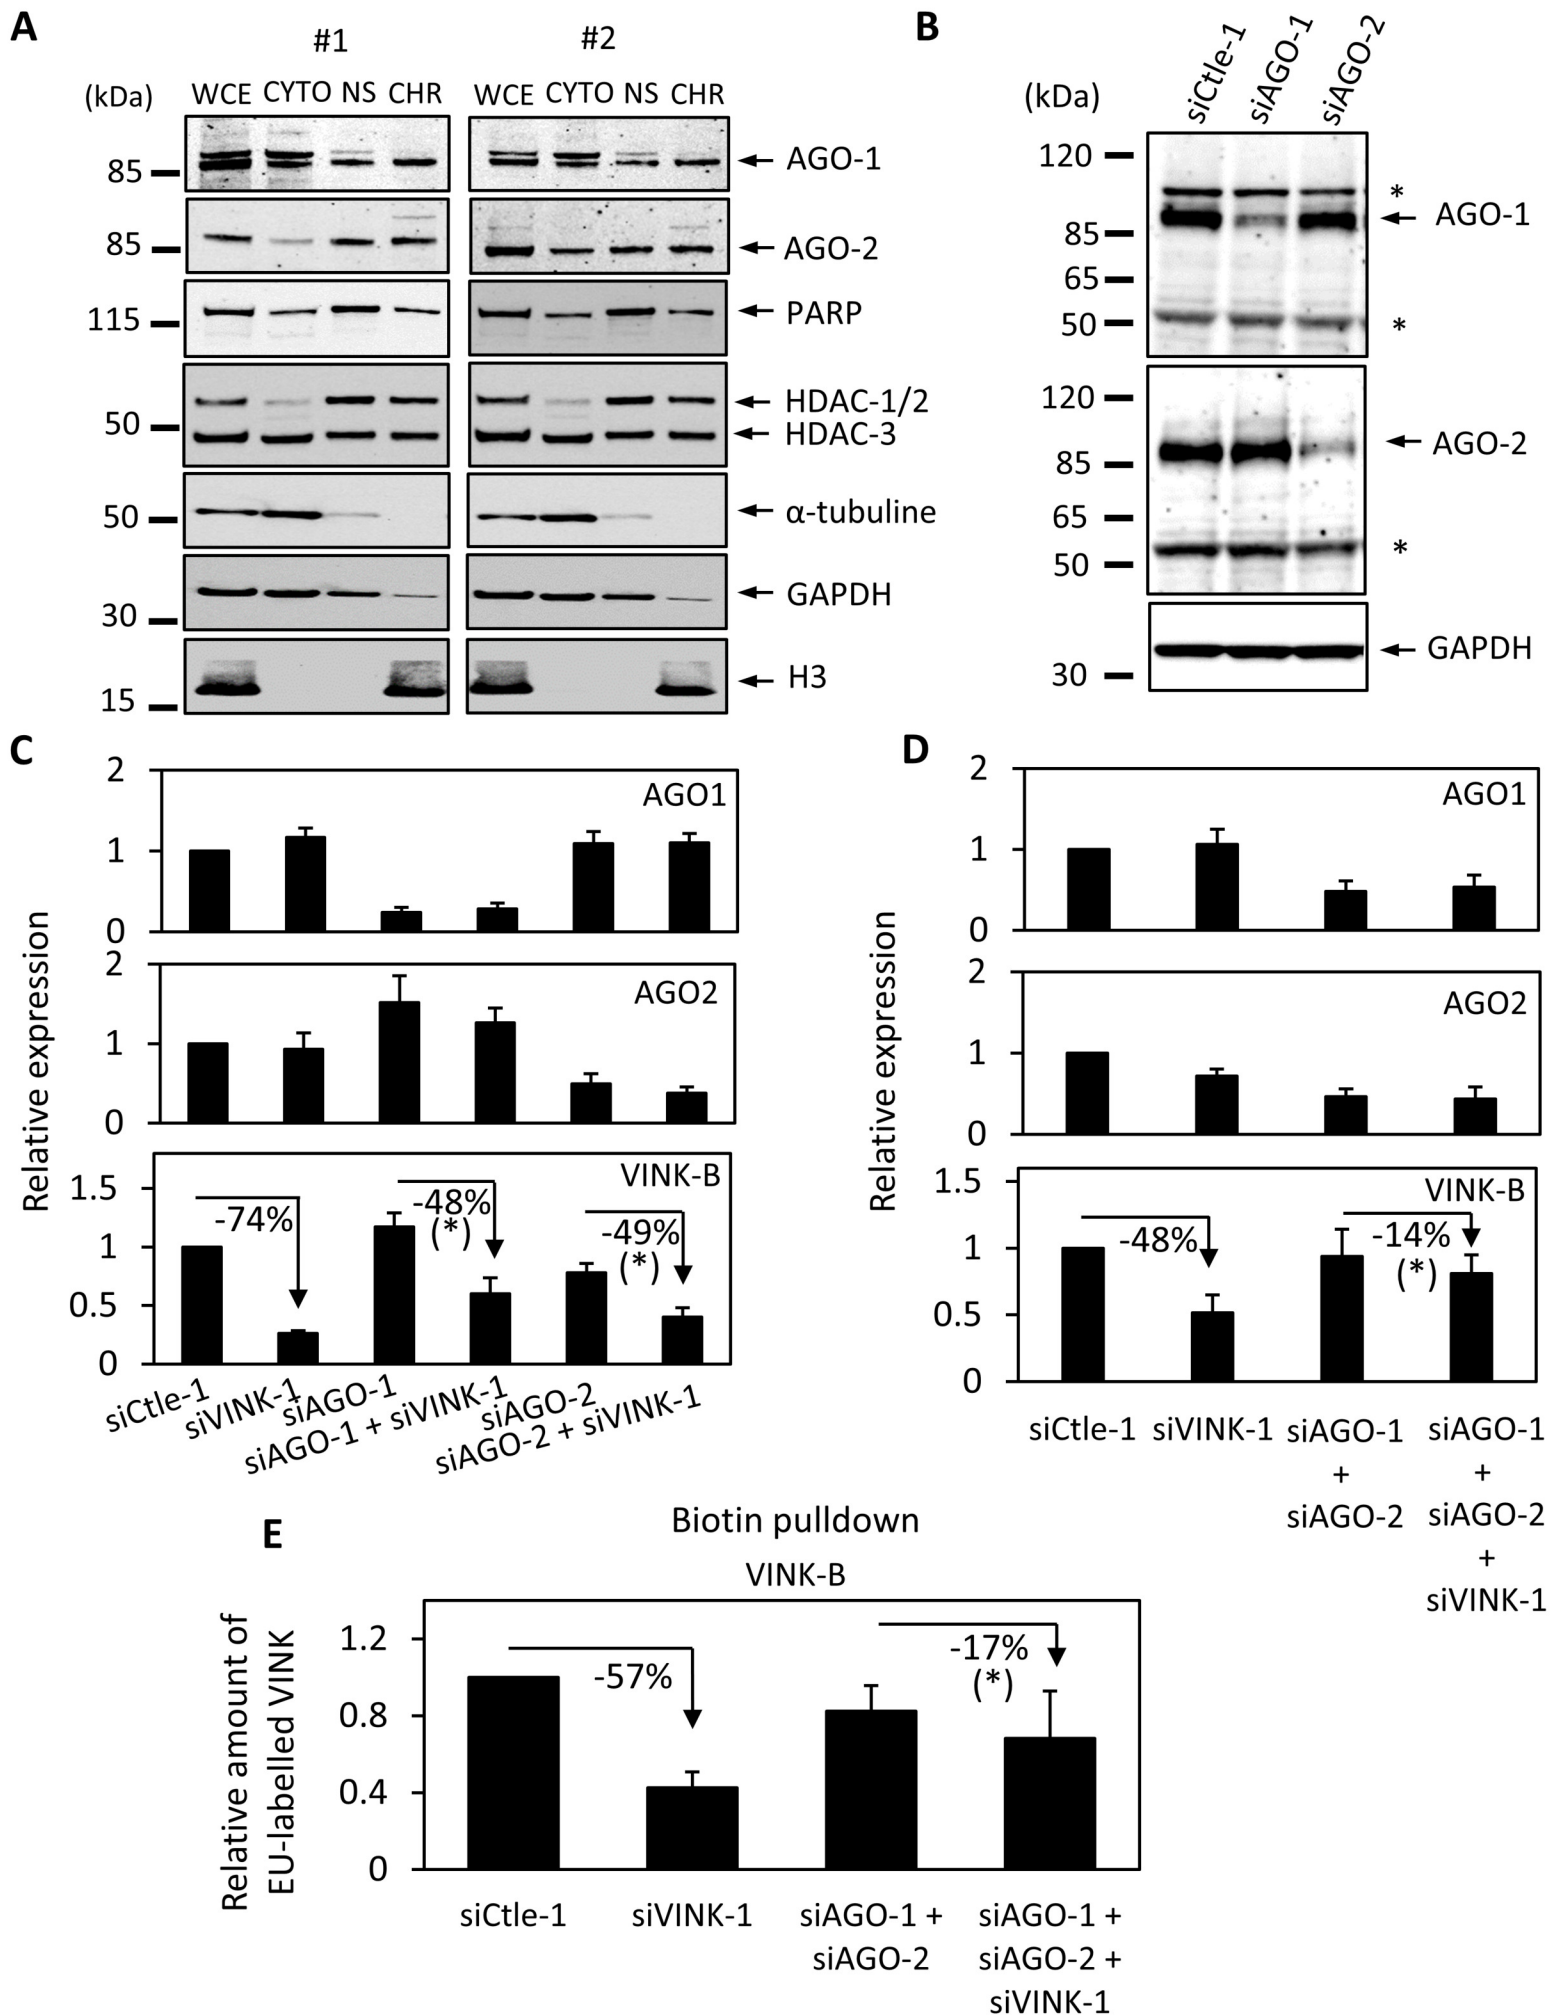 A
#1
#2
(kDa)
WCE CYTO NS CHR
WCE CYTO NS CHR
85
AGO-1
85
AGO-2
115
PARP
HDAC-1/2
50
HDAC-3
50
α-tubuline
GAPDH
30
H3
15
B
(kDa)
siCtle-1
siAGO-1
siAGO-2
120
*
AGO-1
85
65
50
*
120
AGO-2
85
65
*
50
GAPDH
30
C
Relative expression
2
AGO1
1
0
2
AGO2
1
0
VINK-B
1.5
1
0.5
0
-74%
-48%
(*)
-49%
(*)
siCtle-1
siVINK-1
siAGO-1
siAGO-1 + siVINK-1
siAGO-2
siAGO-2 + siVINK-1
D
Relative expression
2
AGO1
1
0
2
AGO2
1
0
VINK-B
1.5
1
0.5
0
-48%
-14%
(*)
siCtle-1
siVINK-1
siAGO-1
+
siAGO-2
siAGO-1
+
siAGO-2
+
siVINK-1
E
Biotin pulldown
VINK-B
Relative amount of
EU-labelled VINK
1.2
0.8
0.4
0
-57%
-17%
(*)
siCtle-1
siVINK-1
siAGO-1 +
siAGO-2
siAGO-1 +
siAGO-2 +
siVINK-1